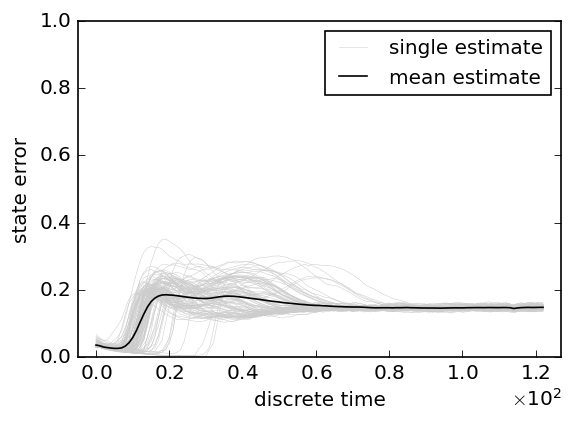 1.0
single estimate
mean estimate
0.8
0.6
state error
0.4
0.2
0.0
0.0 0.2 0.4 0.6 0.8 1.0 1.2
discrete time
×10²